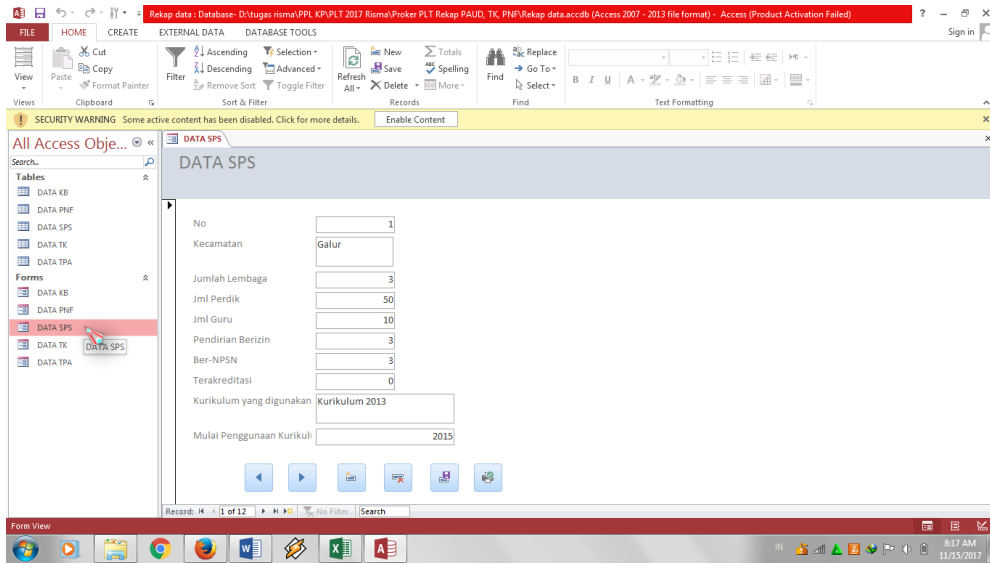 Rekap data : Database- D:\tugas risma\PPL KP\PLT 2017 Risma\Proker PLT Rekap PAUD, TK, PNF\Rekap data.accdb (Access 2007 - 2013 file format) - Access (Product Activation Failed)
FILE HOME CREATE EXTERNAL DATA DATABASE TOOLS Sign in
View
Views
Paste
Cut
Copy
Format Painter
Clipboard
Filter
Ascending
Descending
Remove Sort
Selection
Advanced
Toggle Filter
Sort & Filter
Refresh All
New
Save
Delete
Totals
Spelling
More
Records
Find
Replace
Go To
Select
Find
B I U A
Text Formatting
SECURITY WARNING Some active content has been disabled. Click for more details. Enable Content
All Access Obje...
Search...
Tables
DATA KB
DATA PNF
DATA SPS
DATA TK
DATA TPA
Forms
DATA KB
DATA PNF
DATA SPS
DATA TK
DATA SPS
DATA TPA
DATA SPS
DATA SPS
No 1
Kecamatan Galur
Jumlah Lembaga 3
Jml Perdik 50
Jml Guru 10
Pendirian Berizin 3
Ber-NPSN 3
Terakreditasi 0
Kurikulum yang digunakan Kurikulum 2013
Mulai Penggunaan Kurikul 2015
Record: 1 of 12 No Filter Search
Form View
IN 8:17 AM
11/15/2017